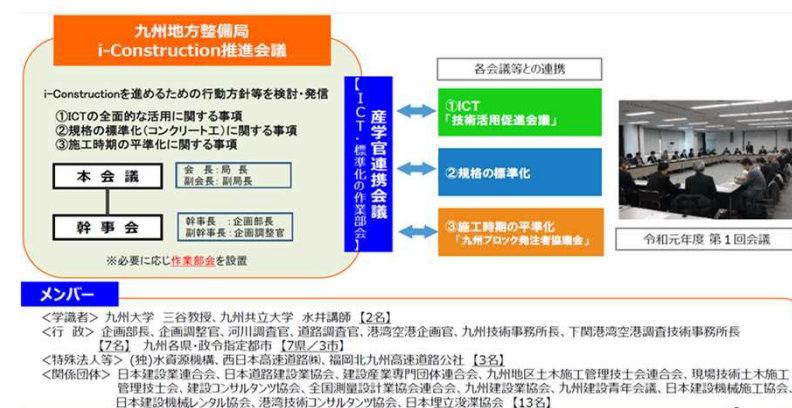 九州地方整備局
i-Construction推進会議
i-Constructionを進めるための行動方針等を検討・発信
①ICTの全面的な活用に関する事項
②規格の標準化(コンクリート工)に関する事項
③施工時期の平準化に関する事項
本会議
会 長:局 長
副会長:副局長
幹事会
幹事長 :企画部長
副幹事長:企画調整官
※必要に応じ作業部会を設置
産学官連携会議
【ICT・標準化の作業部会】
各会議等との連携
①ICT
「技術活用促進会議」
②規格の標準化
③施工時期の平準化
「九州ブロック発注者協議会」
令和元年度 第1回会議
メンバー
<学識者> 九州大学 三谷教授、九州共立大学 水井講師 【2名】
<行 政> 企画部長、企画調整官、河川調査官、道路調査官、港湾空港企画官、九州技術事務所長、下関港湾空港調査技術事務所長
【7名】 九州各県・政令指定都市 【7県/3市】
<特殊法人等> (独)水資源機構、西日本高速道路㈱、福岡北九州高速道路公社 【3名】
<関係団体> 日本建設業連合会、日本道路建設業協会、建設産業専門団体連合会、九州地区土木施工管理技士会連合会、現場技術土木施工
管理技士会、建設コンサルタンツ協会、全国測量設計業協会連合会、九州建設業協会、九州建設青年会議、日本建設機械施工協会、
日本建設機械レンタル協会、港湾技術コンサルタンツ協会、日本埋立浚渫協会 【13名】